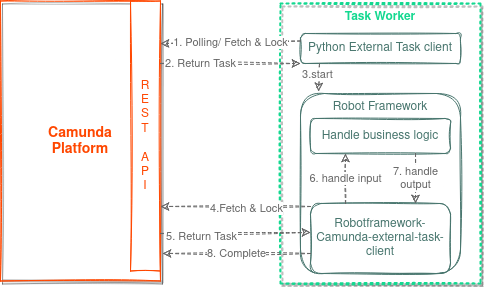 Task Worker
1. Polling/ Fetch & Lock
Python External Task client
2. Return Task
3.start
REST API
Robot Framework
Camunda
Platform
Handle business logic
6. handle input
7. handle
output
4.Fetch & Lock
Robotframework-
Camunda-external-task-
client
5. Return Task
8. Complete